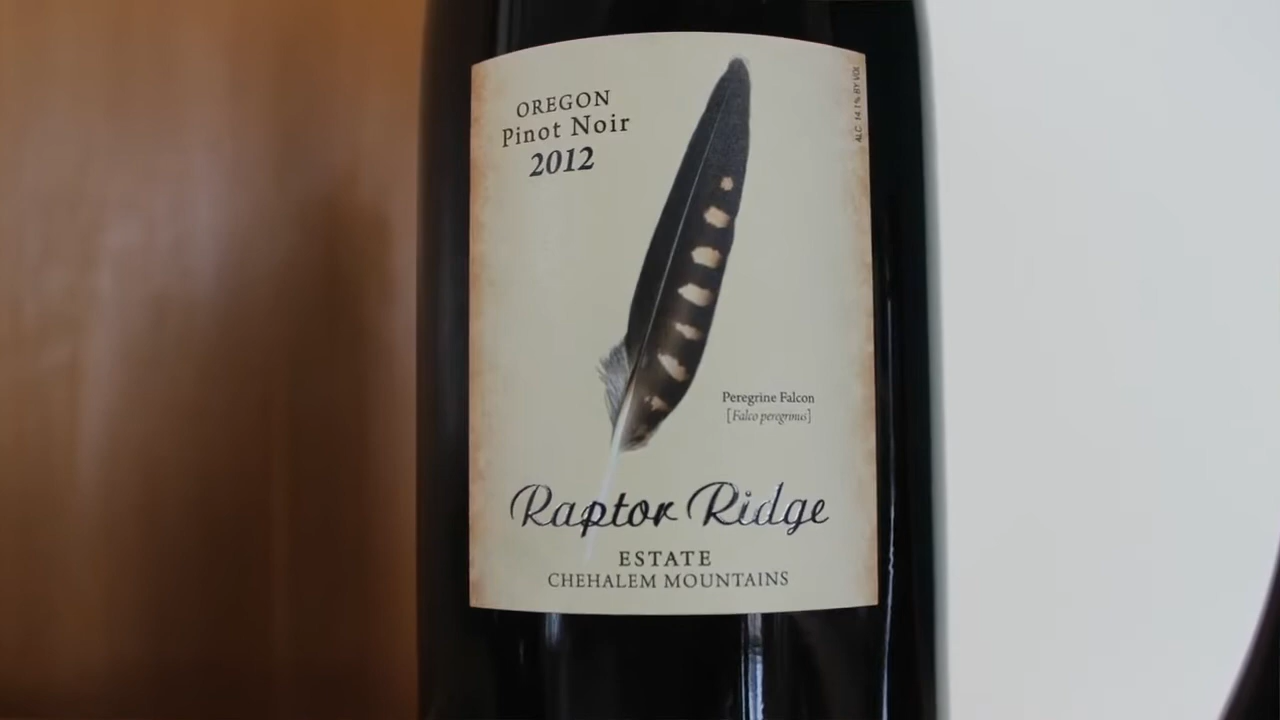 OREGON
Pinot Noir
2012
ALC. 14.1% BY VOL
Peregrine Falcon
[Falco peregrinus]
Raptor Ridge
ESTATE
CHEHALEM MOUNTAINS